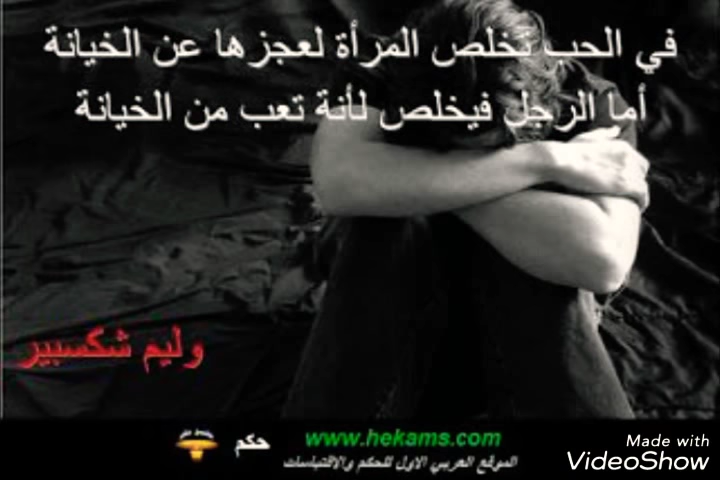 في الحب تخلص المرأة لعجزها عن الخيانة
أما الرجل فيخلص لأنة تعب من الخيانة
وليم شكسبير
حكم www.hekams.com
الموقع العربي الاول للحكم والاقتباسات
Made with
VideoShow